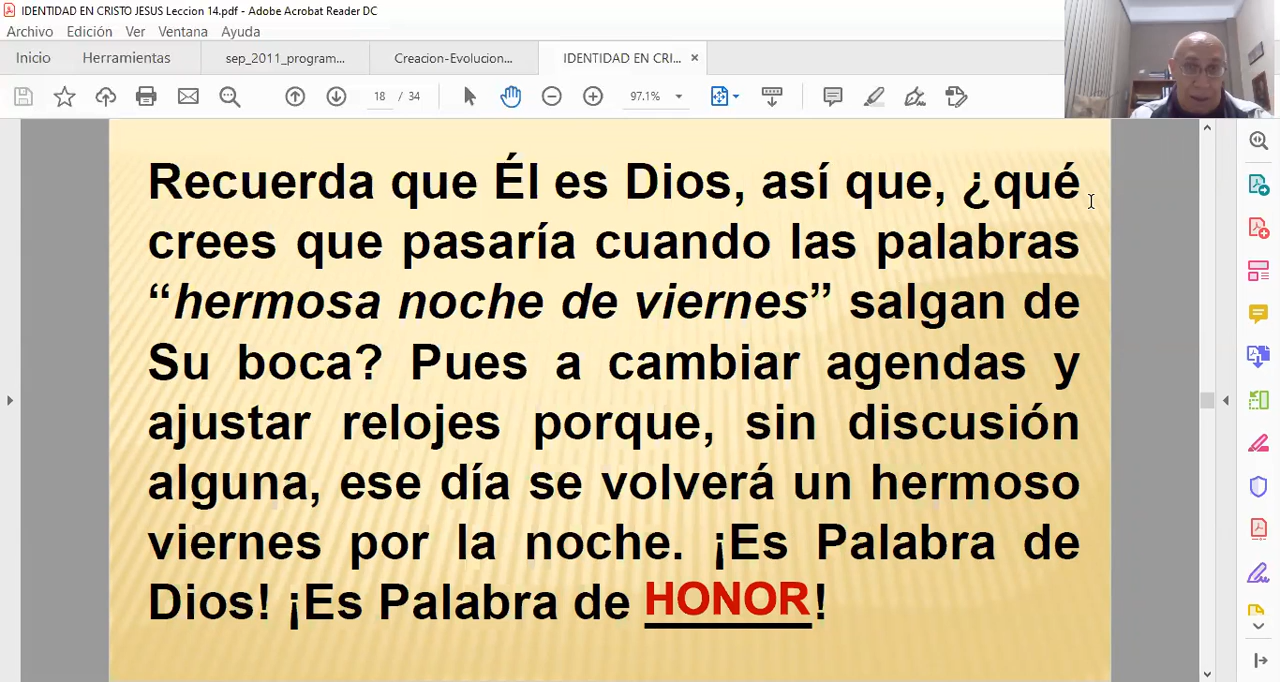 IDENTIDAD EN CRISTO JESUS Leccion 14.pdf - Adobe Acrobat Reader DC
Archivo Edición Ver Ventana Ayuda
Inicio Herramientas sep_2011_program... Creacion-Evolucion... IDENTIDAD EN CRI... ×
18 / 34 97.1%
Recuerda que Él es Dios, así que, ¿qué
crees que pasaría cuando las palabras
“hermosa noche de viernes” salgan de
Su boca? Pues a cambiar agendas y
ajustar relojes porque, sin discusión
alguna, ese día se volverá un hermoso
viernes por la noche. ¡Es Palabra de
Dios! ¡Es Palabra de HONOR!